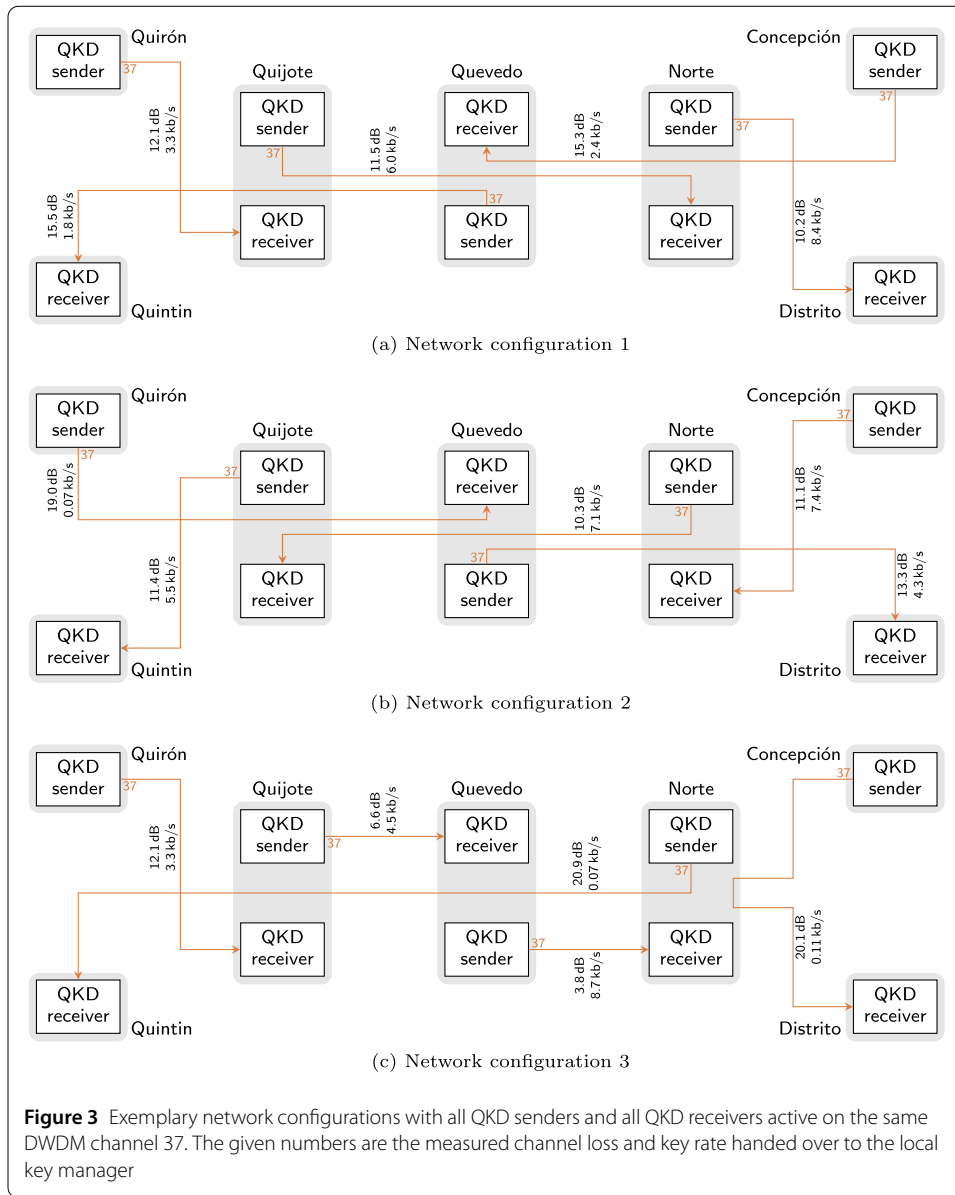 Quirón
Concepción
QKD
sender
37
QKD
sender
37
Quijote
Quevedo
Norte
QKD
sender
37
QKD
receiver
QKD
sender
37
12.1 dB
3.3 kb/s
11.5 dB
6.0 kb/s
15.3 dB
2.4 kb/s
15.5 dB
1.8 kb/s
37
10.2 dB
8.4 kb/s
QKD
receiver
QKD
sender
QKD
receiver
QKD
receiver
QKD
receiver
Quintin
Distrito
(a) Network configuration 1
Quirón
Concepción
QKD
sender
37
QKD
sender
37
Quijote
Quevedo
Norte
QKD
sender
37
QKD
receiver
QKD
sender
37
19.0 dB
0.07 kb/s
10.3 dB
7.1 kb/s
11.1 dB
7.4 kb/s
11.4 dB
5.5 kb/s
37
13.3 dB
4.3 kb/s
QKD
receiver
QKD
sender
QKD
receiver
QKD
receiver
QKD
receiver
Quintin
Distrito
(b) Network configuration 2
Quirón
Concepción
QKD
sender
37
QKD
sender
37
Quijote
Quevedo
Norte
QKD
sender
37
6.6 dB
4.5 kb/s
QKD
receiver
QKD
sender
37
12.1 dB
3.3 kb/s
20.9 dB
0.07 kb/s
20.1 dB
0.11 kb/s
QKD
receiver
QKD
sender
37
3.8 dB
8.7 kb/s
QKD
receiver
QKD
receiver
QKD
receiver
Quintin
Distrito
(c) Network configuration 3
Figure 3 Exemplary network configurations with all QKD senders and all QKD receivers active on the same
DWDM channel 37. The given numbers are the measured channel loss and key rate handed over to the local
key manager